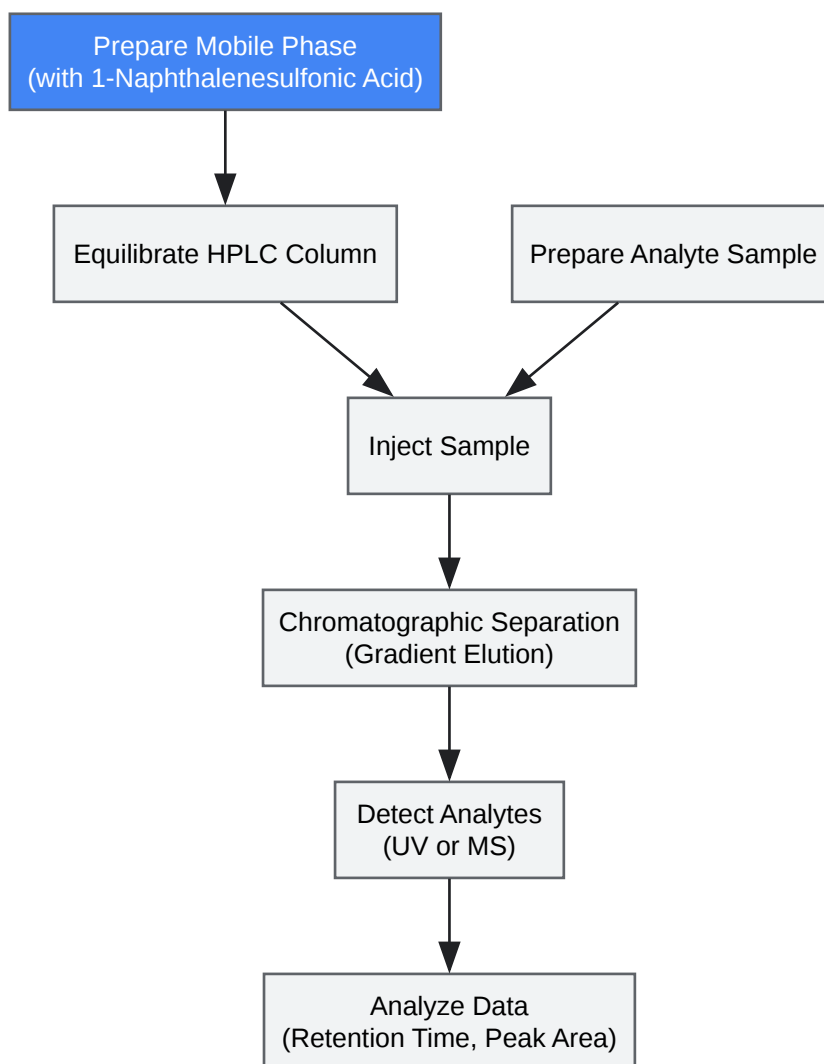 Prepare Mobile Phase
(with 1-Naphthalenesulfonic Acid)
Equilibrate HPLC Column
Prepare Analyte Sample
Inject Sample
Chromatographic Separation
(Gradient Elution)
Detect Analytes
(UV or MS)
Analyze Data
(Retention Time, Peak Area)